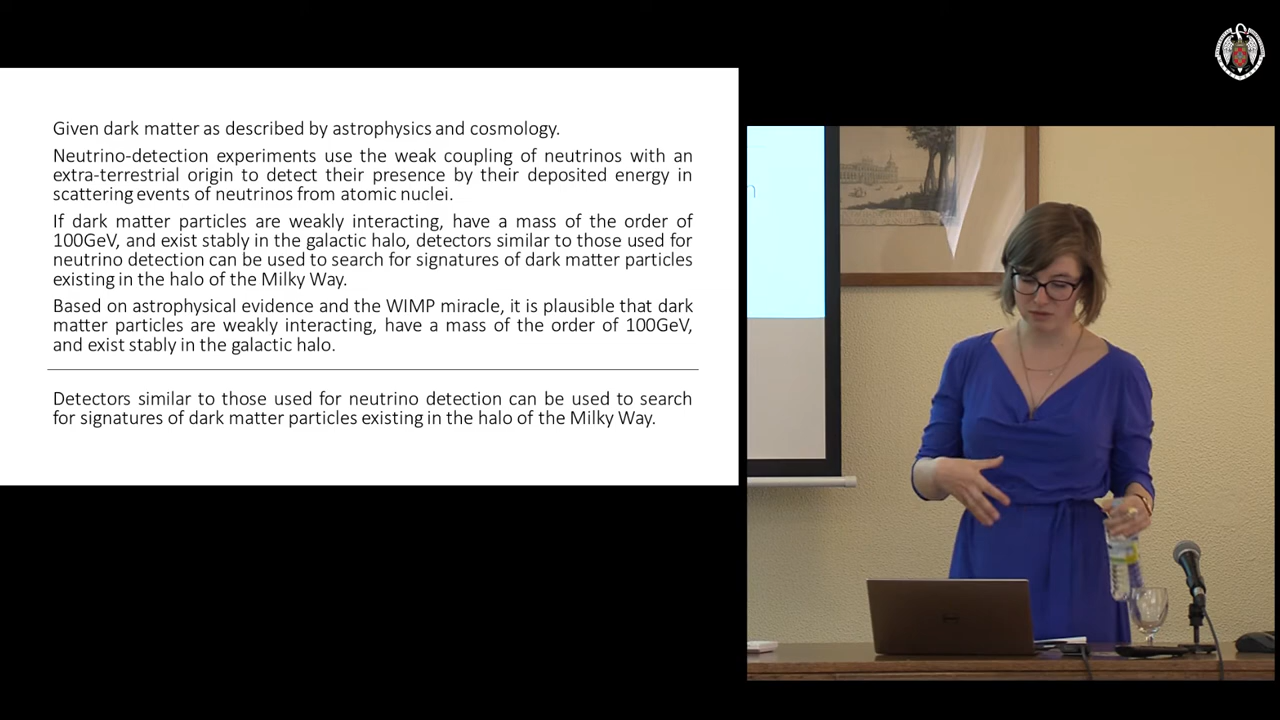 Given dark matter as described by astrophysics and cosmology.
Neutrino-detection experiments use the weak coupling of neutrinos with an
extra-terrestrial origin to detect their presence by their deposited energy in
scattering events of neutrinos from atomic nuclei.
If dark matter particles are weakly interacting, have a mass of the order of
100GeV, and exist stably in the galactic halo, detectors similar to those used for
neutrino detection can be used to search for signatures of dark matter particles
existing in the halo of the Milky Way.
Based on astrophysical evidence and the WIMP miracle, it is plausible that dark
matter particles are weakly interacting, have a mass of the order of 100GeV,
and exist stably in the galactic halo.
Detectors similar to those used for neutrino detection can be used to search
for signatures of dark matter particles existing in the halo of the Milky Way.